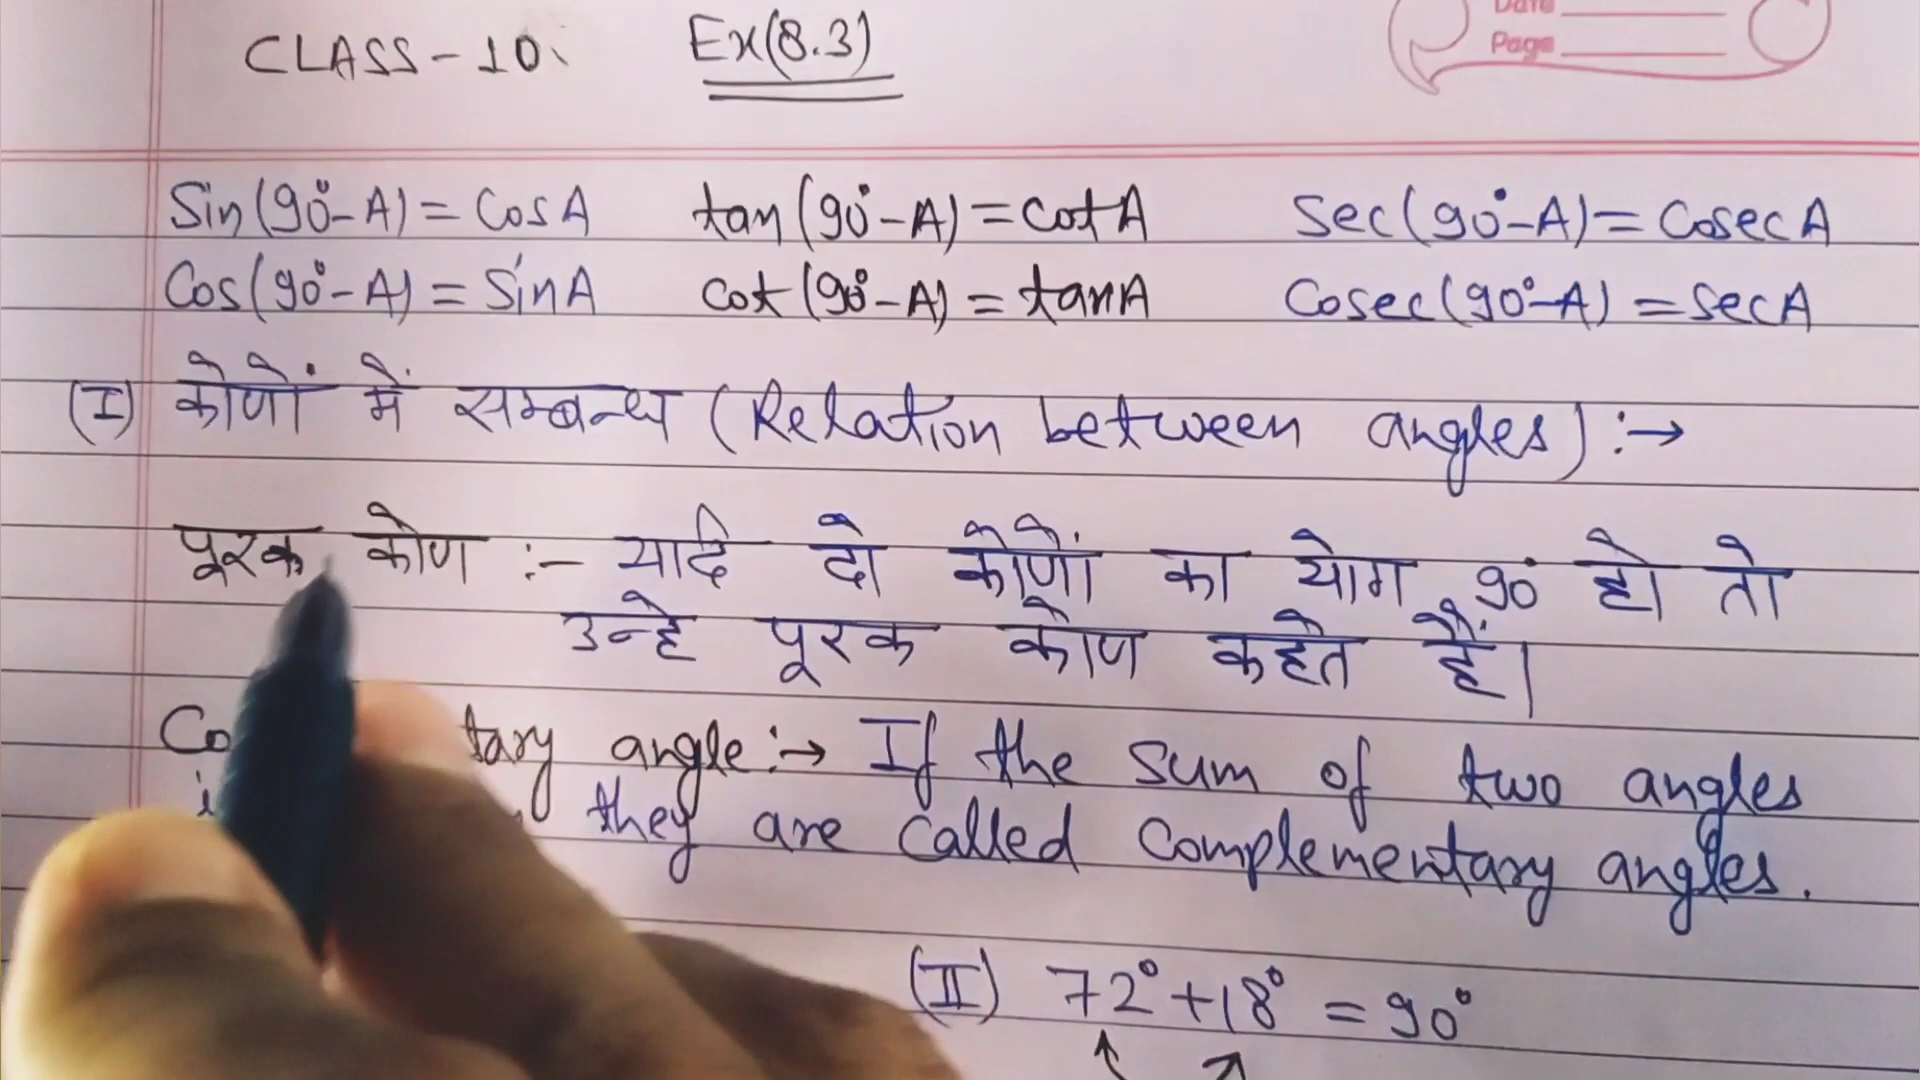 Date
Page
CLASS-10. Ex(8.3)
Sin(90°-A)= CosA tan(90°-A)=cotA Sec(90°-A)= CosecA
Cos(90°-A)= SinA cot(90°-A)= tanA Cosec(90°-A)=secA
(I) कोणों में सम्बन्ध (Relation between angles):→
पूरक कोण :- यदि दो कोणों का योग 90° हो तो
उन्हे पूरक कोण कहते हैं।
angle:→ If the sum of two angles
they are called complementary angles.
(II) 72°+18° = 90°